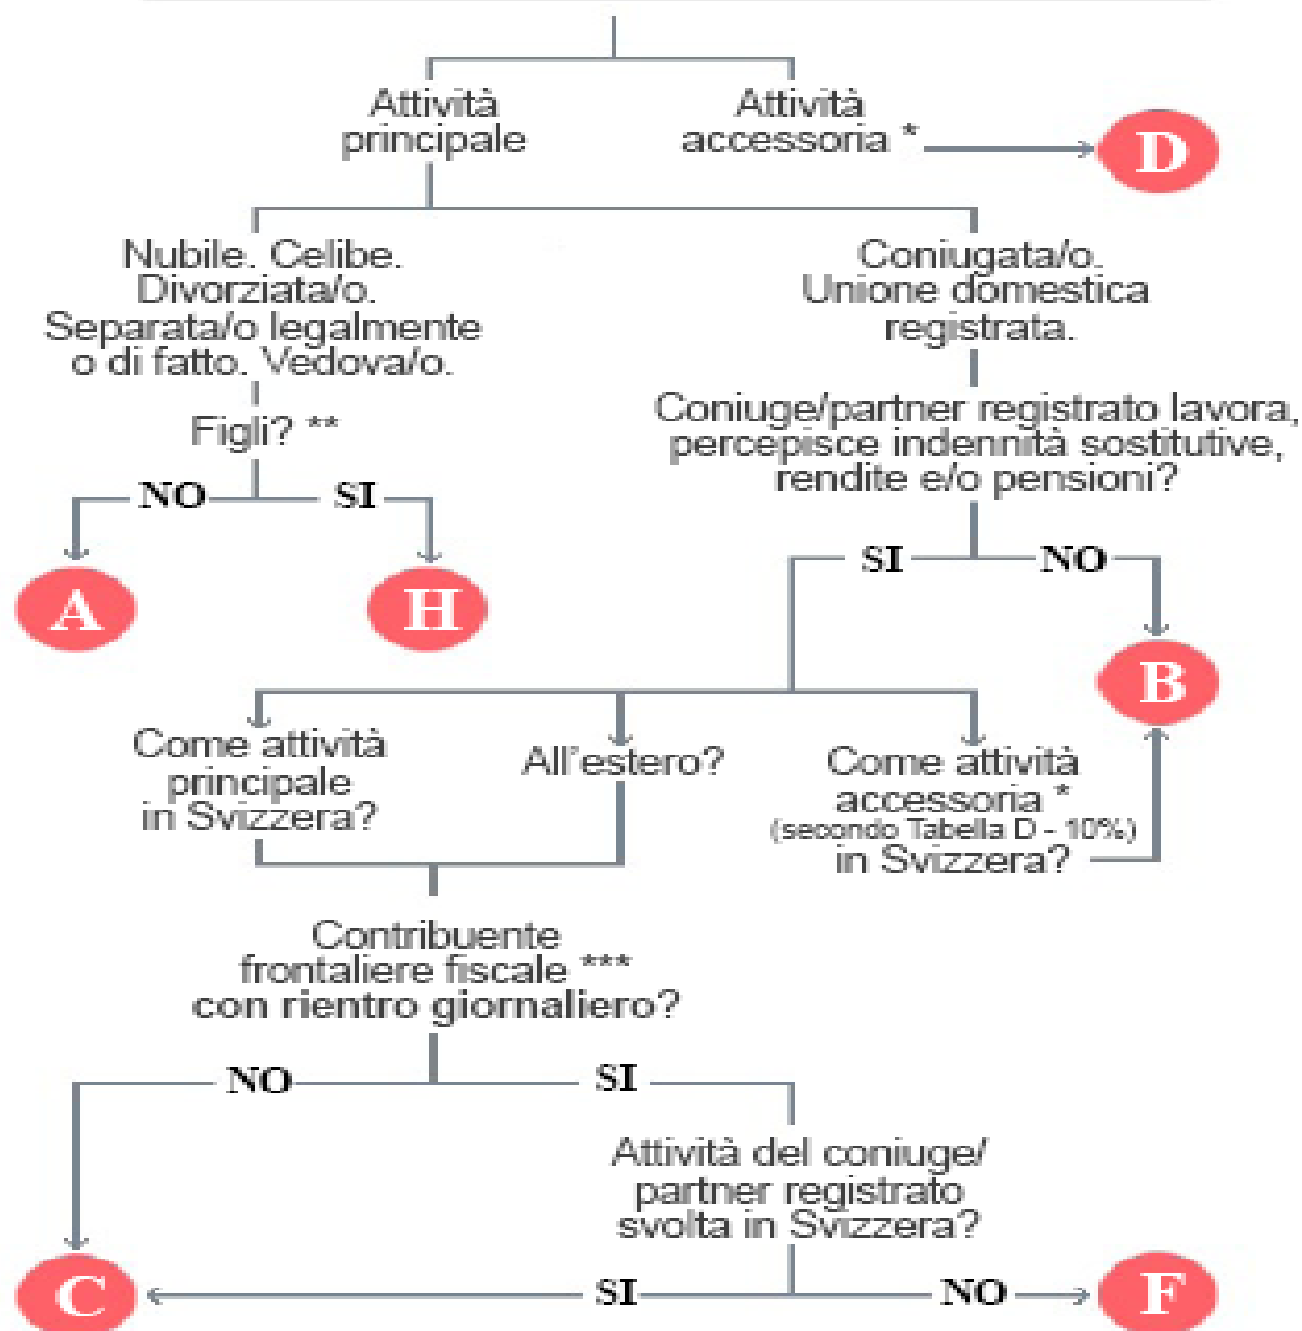 Attività
principale
Attività
accessoria *
D
Nubile. Celibe.
Divorziata/o.
Separata/o legalmente
o di fatto. Vedova/o.
Coniugata/o.
Unione domestica
registrata.
Figli? **
Coniuge/partner registrato lavora,
percepisce indennità sostitutive,
rendite e/o pensioni?
NO
SI
SI
NO
A
H
B
Come attività
principale
in Svizzera?
All'estero?
Come attività
accessoria *
(secondo Tabella D - 10%)
in Svizzera?
Contribuente
frontaliere fiscale ***
con rientro giornaliero?
NO
SI
Attività del coniuge/
partner registrato
svolta in Svizzera?
C
SI
NO
F